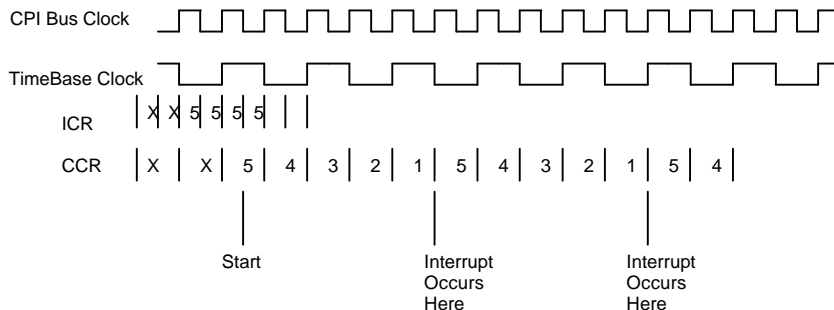 CPI Bus Clock
TimeBase Clock
ICR X X 5 5 5 5
CCR X X 5 4 3 2 1 5 4 3 2 1 5 4
Start
Interrupt
Occurs
Here
Interrupt
Occurs
Here